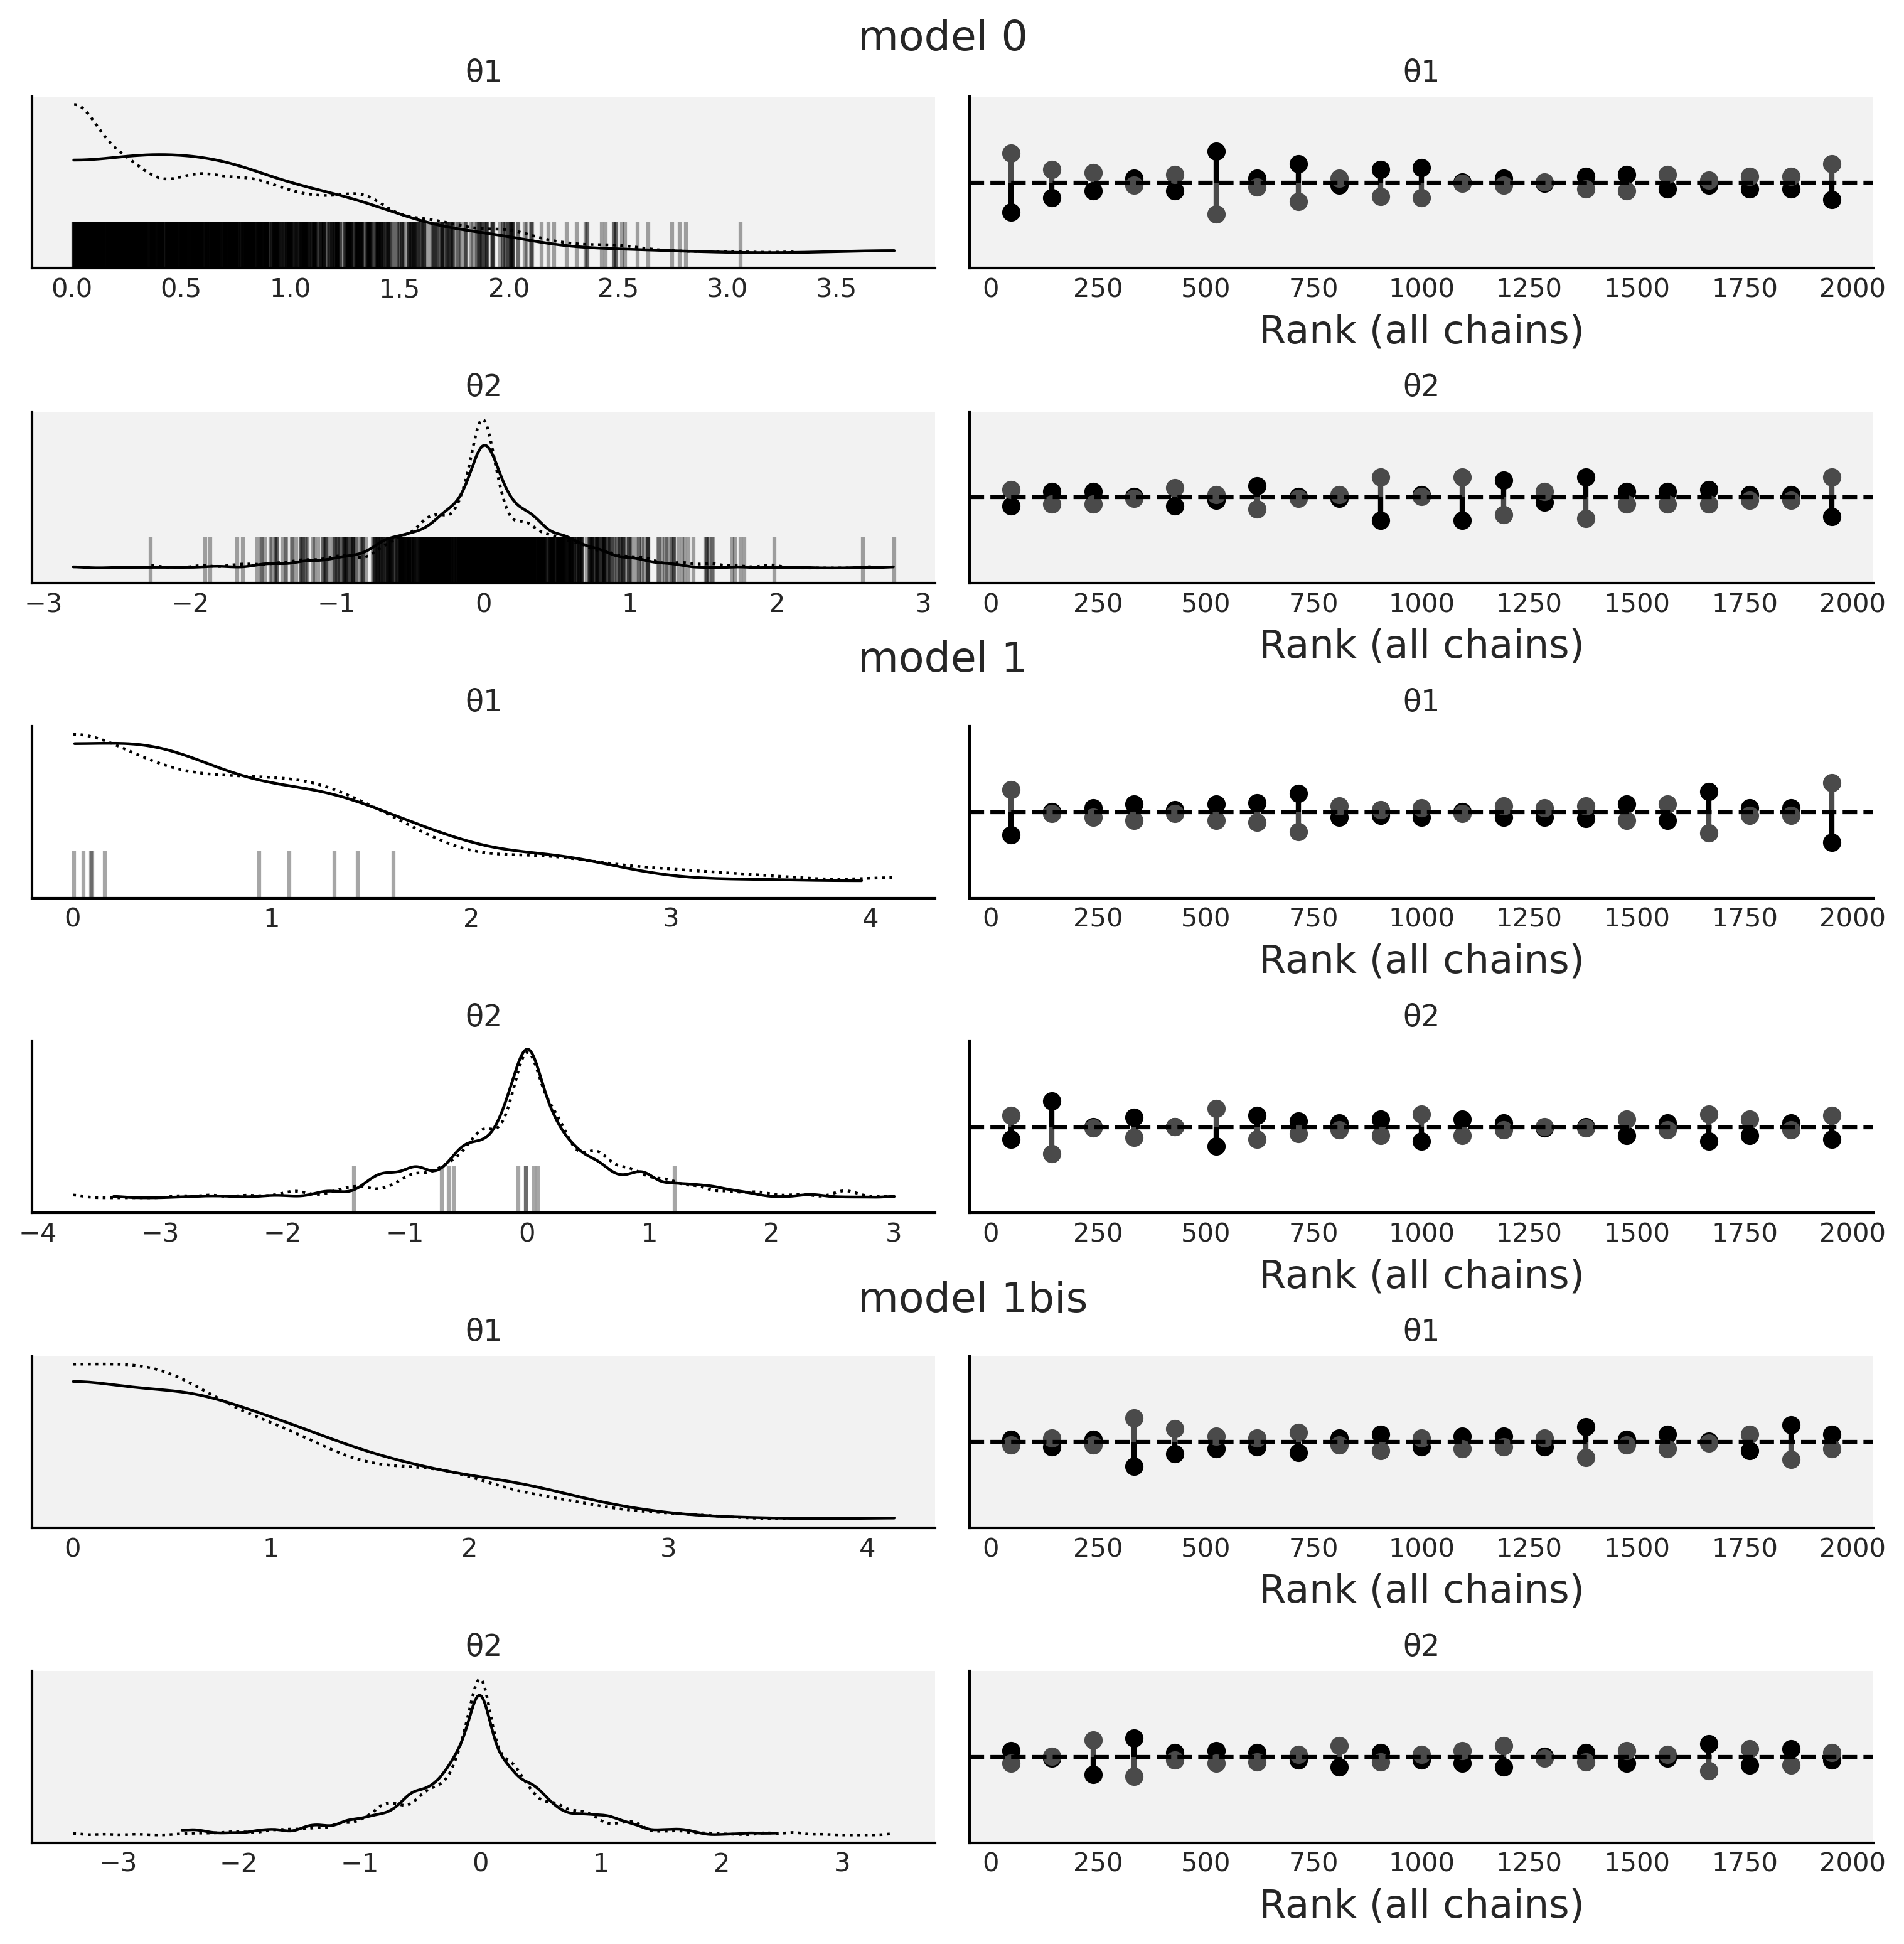 model 0
θ1 θ1
0.0 0.5 1.0 1.5 2.0 2.5 3.0 3.5 0 250 500 750 1000 1250 1500 1750 2000
Rank (all chains)
θ2 θ2
−3 −2 −1 0 1 2 3 0 250 500 750 1000 1250 1500 1750 2000
Rank (all chains)
model 1
θ1 θ1
0 1 2 3 4 0 250 500 750 1000 1250 1500 1750 2000
Rank (all chains)
θ2 θ2
−4 −3 −2 −1 0 1 2 3 0 250 500 750 1000 1250 1500 1750 2000
Rank (all chains)
model 1bis
θ1 θ1
0 1 2 3 4 0 250 500 750 1000 1250 1500 1750 2000
Rank (all chains)
θ2 θ2
−3 −2 −1 0 1 2 3 0 250 500 750 1000 1250 1500 1750 2000
Rank (all chains)